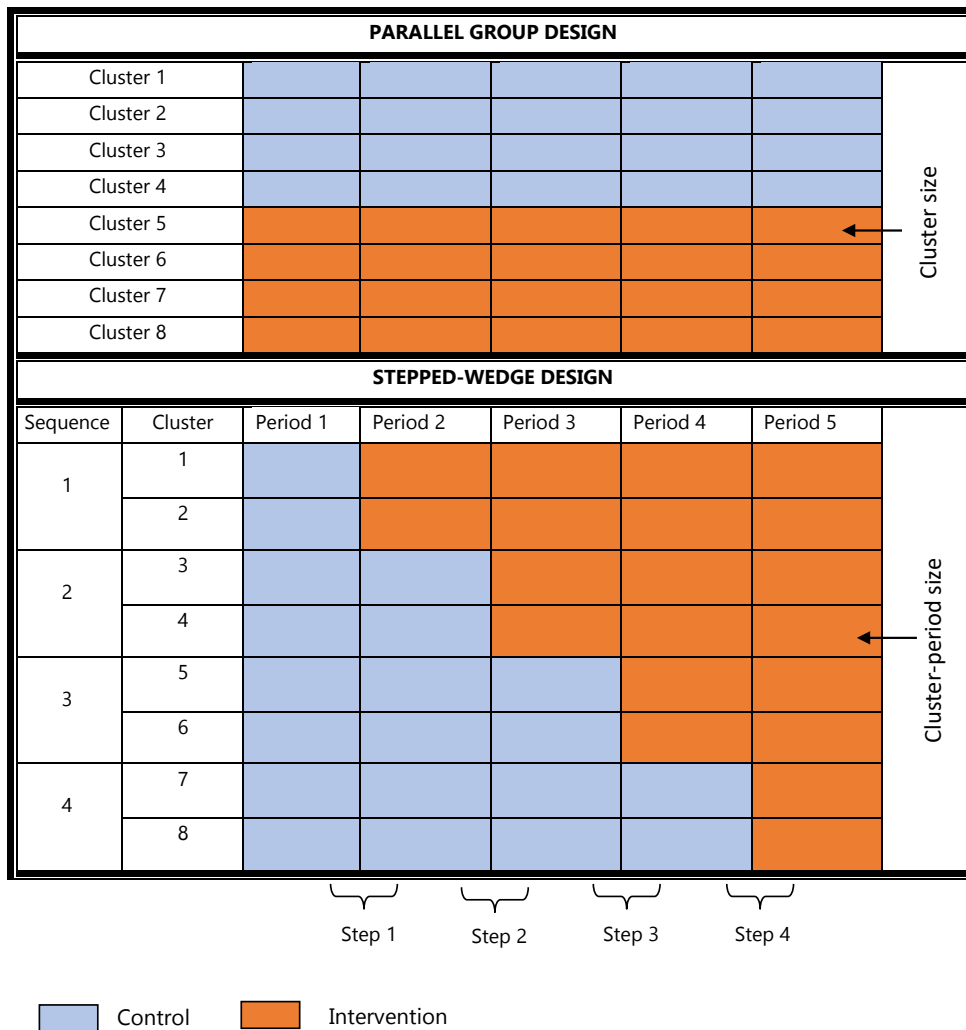 PARALLEL GROUP DESIGN
Cluster 1
Cluster 2
Cluster 3
Cluster 4
Cluster 5
Cluster 6
Cluster 7
Cluster 8
Cluster size
STEPPED-WEDGE DESIGN
Sequence Cluster Period 1 Period 2 Period 3 Period 4 Period 5
1
1
2
2
3
4
3
5
6
4
7
8
Cluster-period size
Step 1 Step 2 Step 3 Step 4
Control Intervention